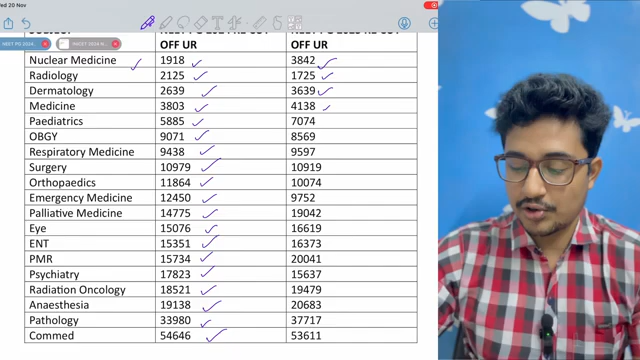 Wed 20 Nov
NEET PG 2024...
OFF UR OFF UR
Nuclear Medicine 1918 3842
Radiology 2125 1725
Dermatology 2639 3639
Medicine 3803 4138
Paediatrics 5885 7074
OBGY 9071 8569
Respiratory Medicine 9438 9597
Surgery 10979 10919
Orthopaedics 11864 10074
Emergency Medicine 12450 9752
Palliative Medicine 14775 19042
Eye 15076 16619
ENT 15351 16373
PMR 15734 20041
Psychiatry 17823 15637
Radiation Oncology 18521 19479
Anaesthesia 19138 20683
Pathology 33980 37717
Commed 54646 53611